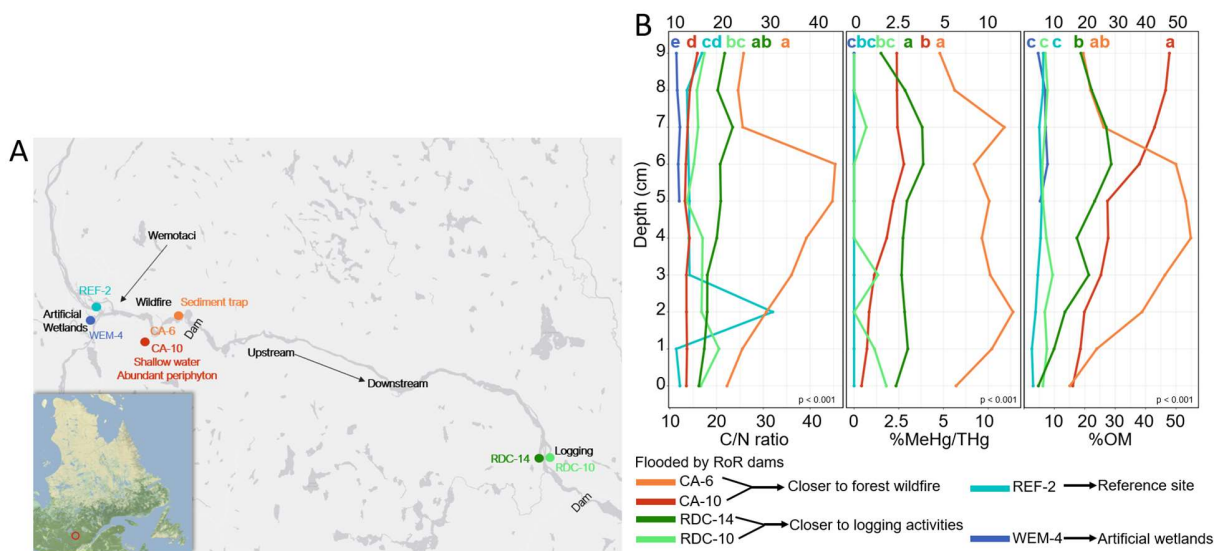 A
Wemotaci
REF-2
Wildfire
Sediment trap
Artificial
Wetlands
WEM-4
CA-6
Dam
CA-10
Shallow water
Abundant periphyton
Upstream
Downstream
RDC-14
Logging
RDC-10
Dam
B
10 20 30 40
0 2.5 5 10
10 20 30 40 50
e d cd bc ab a
c bc bc a b a
c c c b ab a
9
8
7
6
5
4
3
2
1
0
Depth (cm)
p < 0.001
p < 0.001
p < 0.001
10 20 30 40
0 2.5 5 10
10 20 30 40 50
C/N ratio
%MeHg/THg
%OM
Flooded by RoR dams
CA-6
CA-10
Closer to forest wildfire
RDC-14
RDC-10
Closer to logging activities
REF-2
Reference site
WEM-4
Artificial wetlands